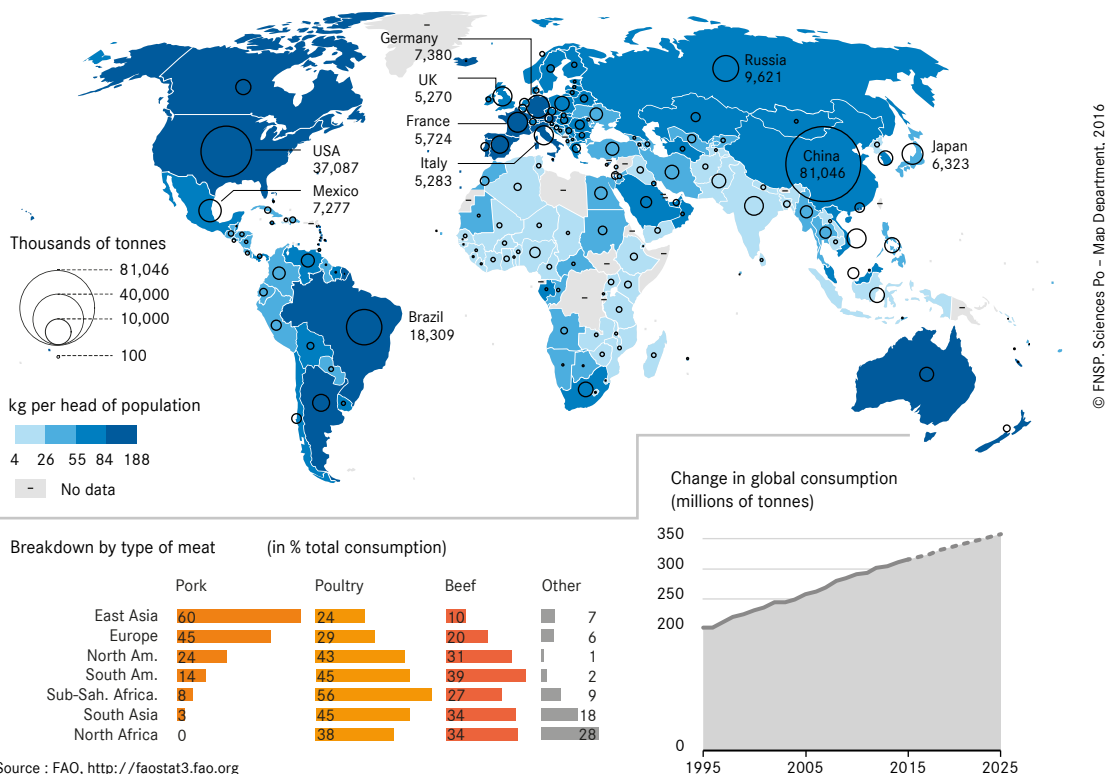 Germany
7,380
UK
5,270
France
5,724
Italy
5,283
Russia
9,621
China
81,046
Japan
6,323
USA
37,087
Mexico
7,277
Brazil
18,309
Thousands of tonnes
81,046
40,000
10,000
100
kg per head of population
4 26 55 84 188
- No data
© FNSP. Sciences Po – Map Department, 2016
Change in global consumption
(millions of tonnes)
350
300
250
200
0
1995 2005 2015 2025
Breakdown by type of meat (in % total consumption)
Pork Poultry Beef Other
East Asia 60 24 10 7
Europe 45 29 20 6
North Am. 24 43 31 1
South Am. 14 45 39 2
Sub-Sah. Africa. 8 56 27 9
South Asia 3 45 34 18
North Africa 0 38 34 28
Source : FAO, http://faostat3.fao.org